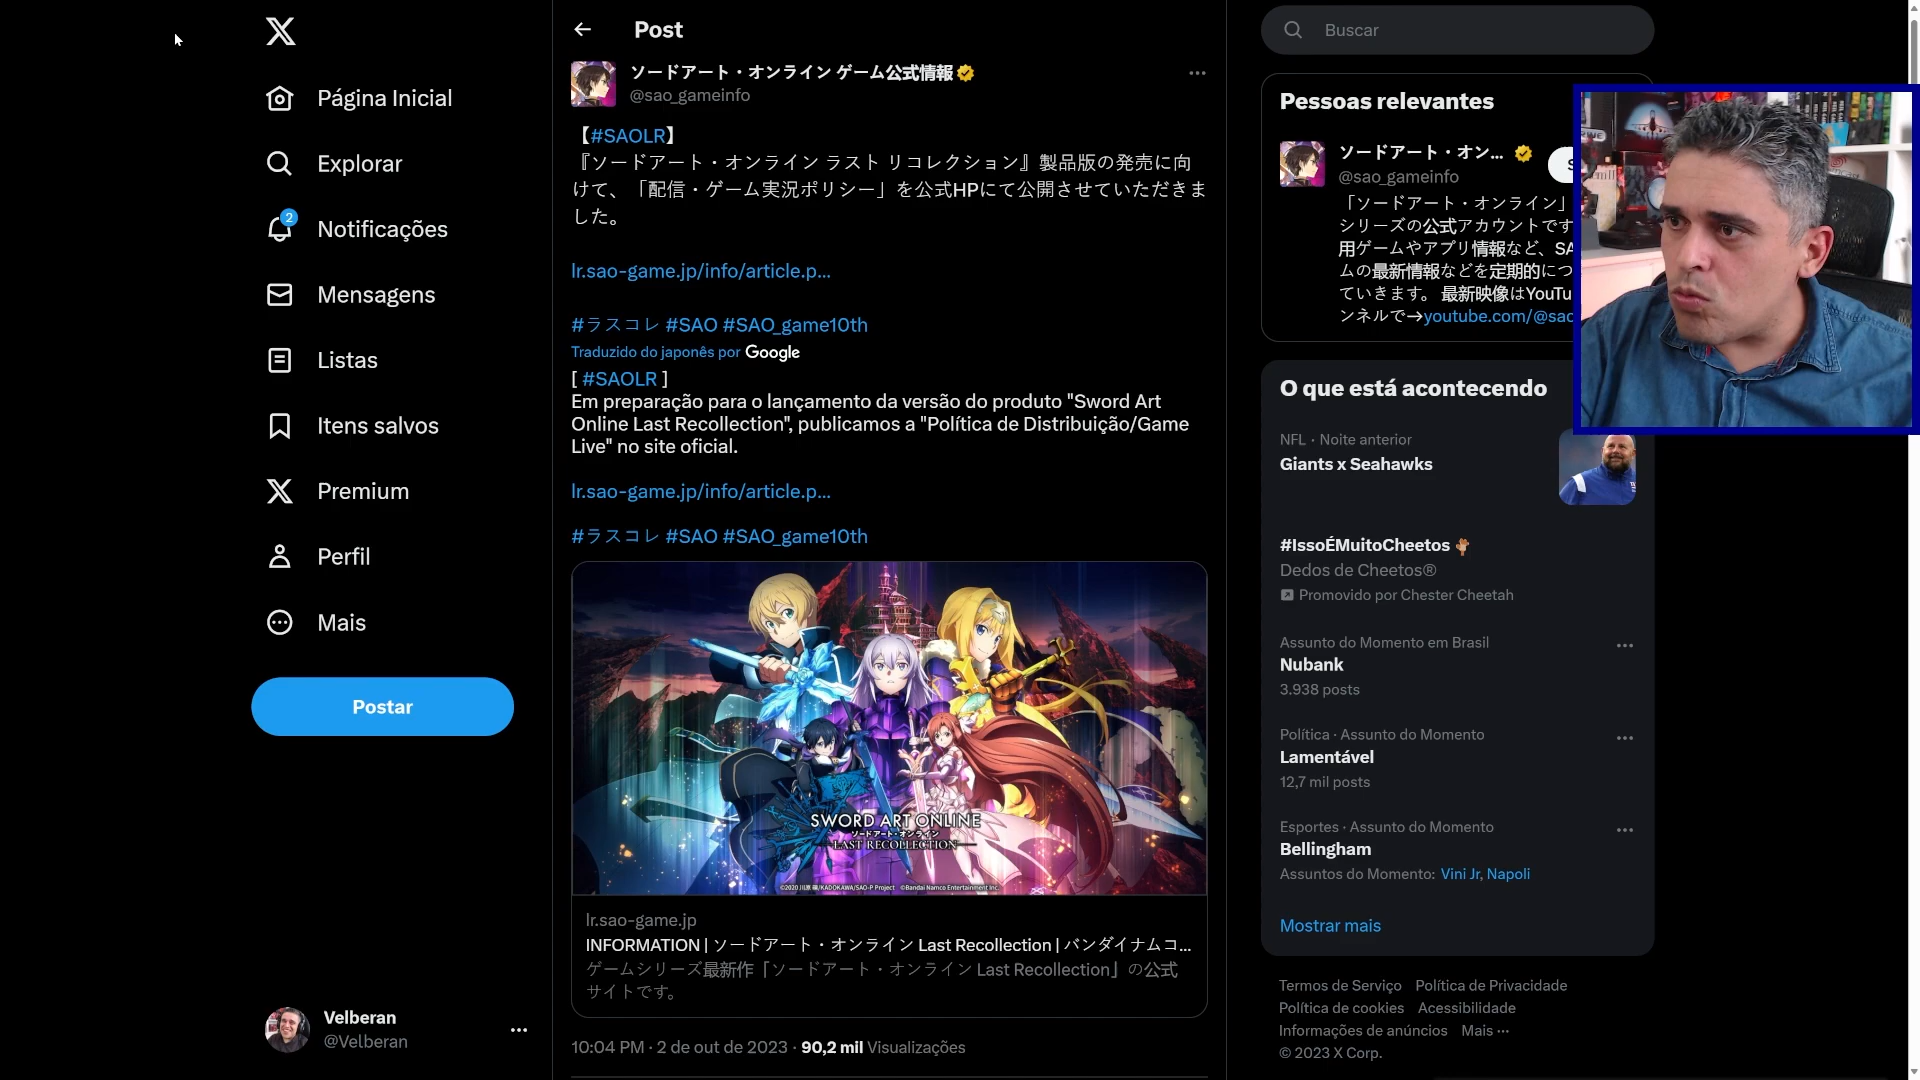 Post
Buscar
ソードアート・オンライン ゲーム公式情報
@sao_gameinfo
【#SAOLR】
『ソードアート・オンライン ラスト リコレクション』製品版の発売に向
けて、「配信・ゲーム実況ポリシー」を公式HPにて公開させていただきま
した。
lr.sao-game.jp/info/article.p...
#ラスコレ #SAO #SAO_game10th
Traduzido do japonês por Google
[ #SAOLR ]
Em preparação para o lançamento da versão do produto "Sword Art
Online Last Recollection", publicamos a "Política de Distribuição/Game
Live" no site oficial.
lr.sao-game.jp/info/article.p...
#ラスコレ #SAO #SAO_game10th
SWORD ART ONLINE
ソードアート・オンライン
LAST RECOLLECTION
©2020 川原 礫/KADOKAWA/SAO-P Project ©Bandai Namco Entertainment Inc.
lr.sao-game.jp
INFORMATION | ソードアート・オンライン Last Recollection | バンダイナムコ...
ゲームシリーズ最新作「ソードアート・オンライン Last Recollection」の公式
サイトです。
10:04 PM · 2 de out de 2023 · 90,2 mil Visualizações
Página Inicial
Explorar
2
Notificações
Mensagens
Listas
Itens salvos
Premium
Perfil
Mais
Postar
Velberan
@Velberan
Pessoas relevantes
ソードアート・オン...
@sao_gameinfo
「ソードアート・オンライン」
シリーズの公式アカウントです
用ゲームやアプリ情報など、SA
ムの最新情報などを定期的につ
ていきます。 最新映像はYouTu
ンネルで→youtube.com/@sao
O que está acontecendo
NFL · Noite anterior
Giants x Seahawks
#IssoÉMuitoCheetos
Dedos de Cheetos®
Promovido por Chester Cheetah
Assunto do Momento em Brasil
Nubank
3.938 posts
Política · Assunto do Momento
Lamentável
12,7 mil posts
Esportes · Assunto do Momento
Bellingham
Assuntos do Momento: Vini Jr, Napoli
Mostrar mais
Termos de Serviço Política de Privacidade
Política de cookies Acessibilidade
Informações de anúncios Mais ...
© 2023 X Corp.